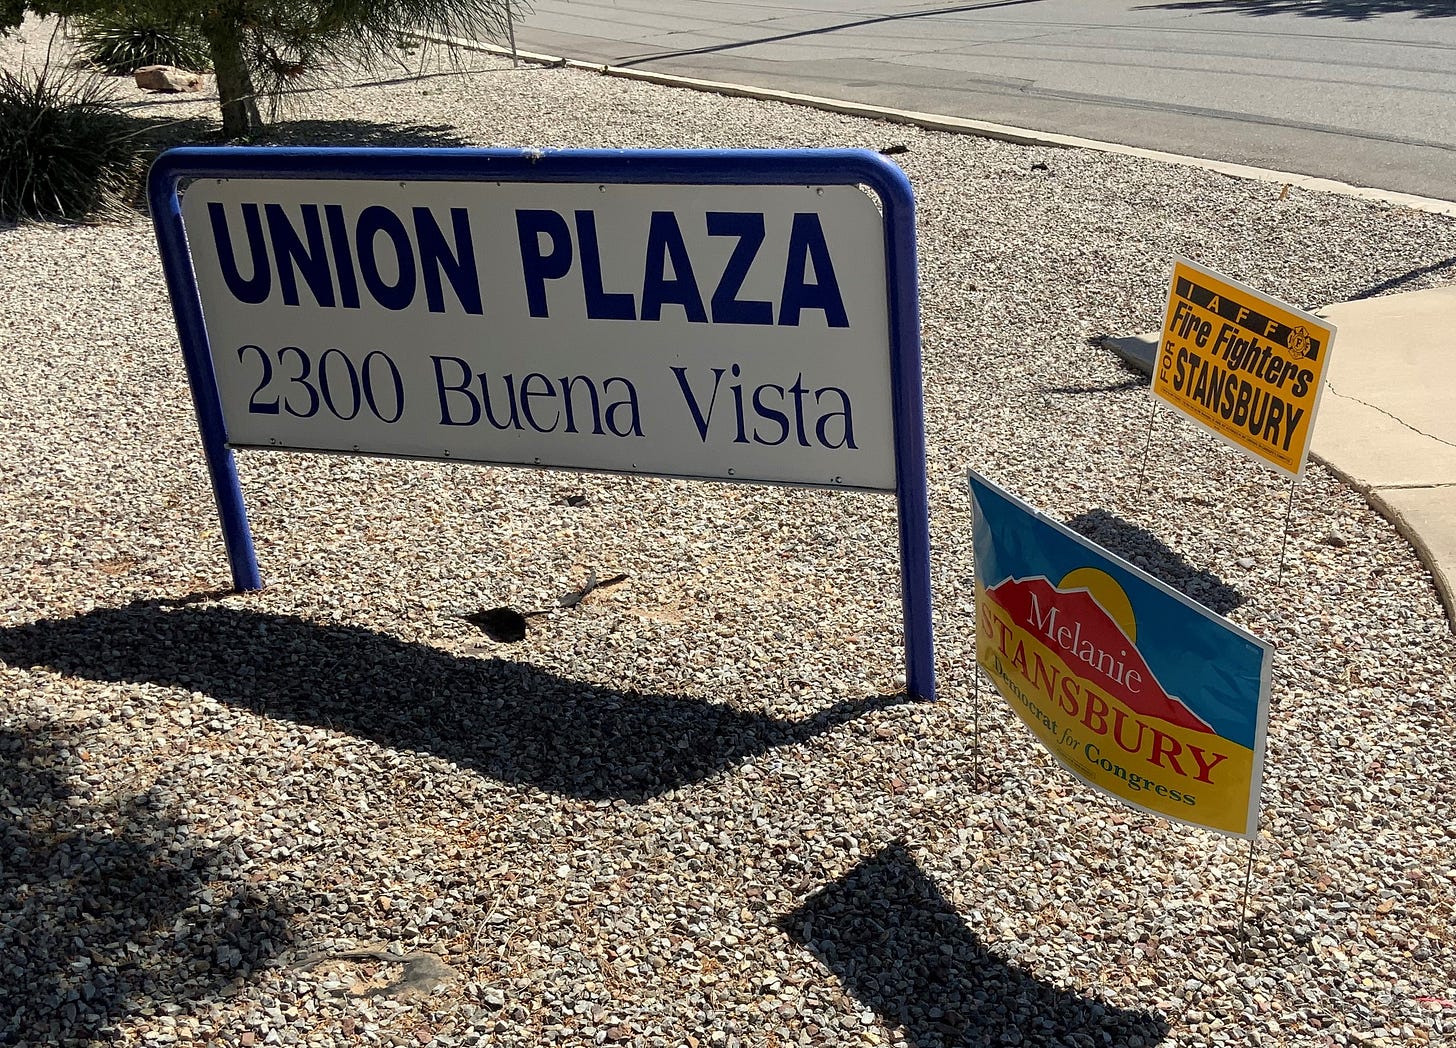 UNION PLAZA
2300 Buena Vista
IAFF
Fire Fighters
FOR
STANSBURY
Melanie
STANSBURY
Democrat for Congress